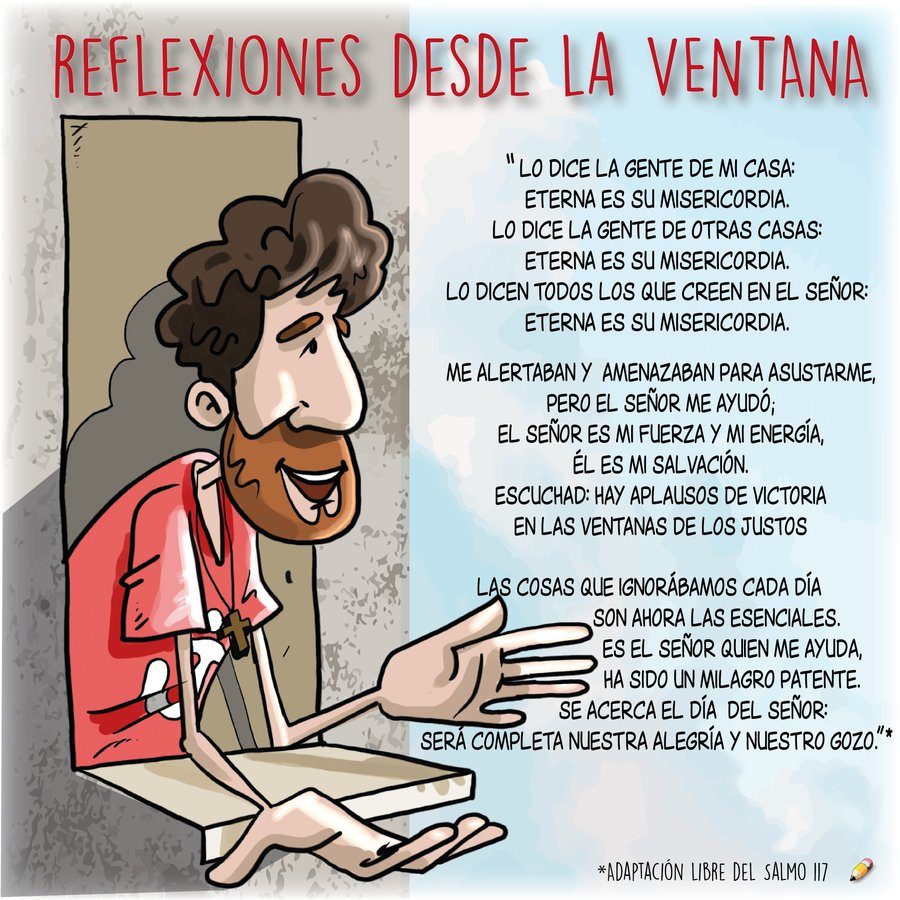 REFLEXIONES DESDE LA VENTANA
" LO DICE LA GENTE DE MI CASA:
ETERNA ES SU MISERICORDIA.
LO DICE LA GENTE DE OTRAS CASAS:
ETERNA ES SU MISERICORDIA.
LO DICEN TODOS LOS QUE CREEN EN EL SEÑOR:
ETERNA ES SU MISERICORDIA.
ME ALERTABAN Y AMENAZABAN PARA ASUSTARME,
PERO EL SEÑOR ME AYUDÓ;
EL SEÑOR ES MI FUERZA Y MI ENERGÍA,
ÉL ES MI SALVACIÓN.
ESCUCHAD: HAY APLAUSOS DE VICTORIA
EN LAS VENTANAS DE LOS JUSTOS
LAS COSAS QUE IGNORÁBAMOS CADA DÍA
SON AHORA LAS ESENCIALES.
ES EL SEÑOR QUIEN ME AYUDA,
HA SIDO UN MILAGRO PATENTE.
SE ACERCA EL DÍA DEL SEÑOR:
SERÁ COMPLETA NUESTRA ALEGRÍA Y NUESTRO GOZO."*
*ADAPTACIÓN LIBRE DEL SALMO 117